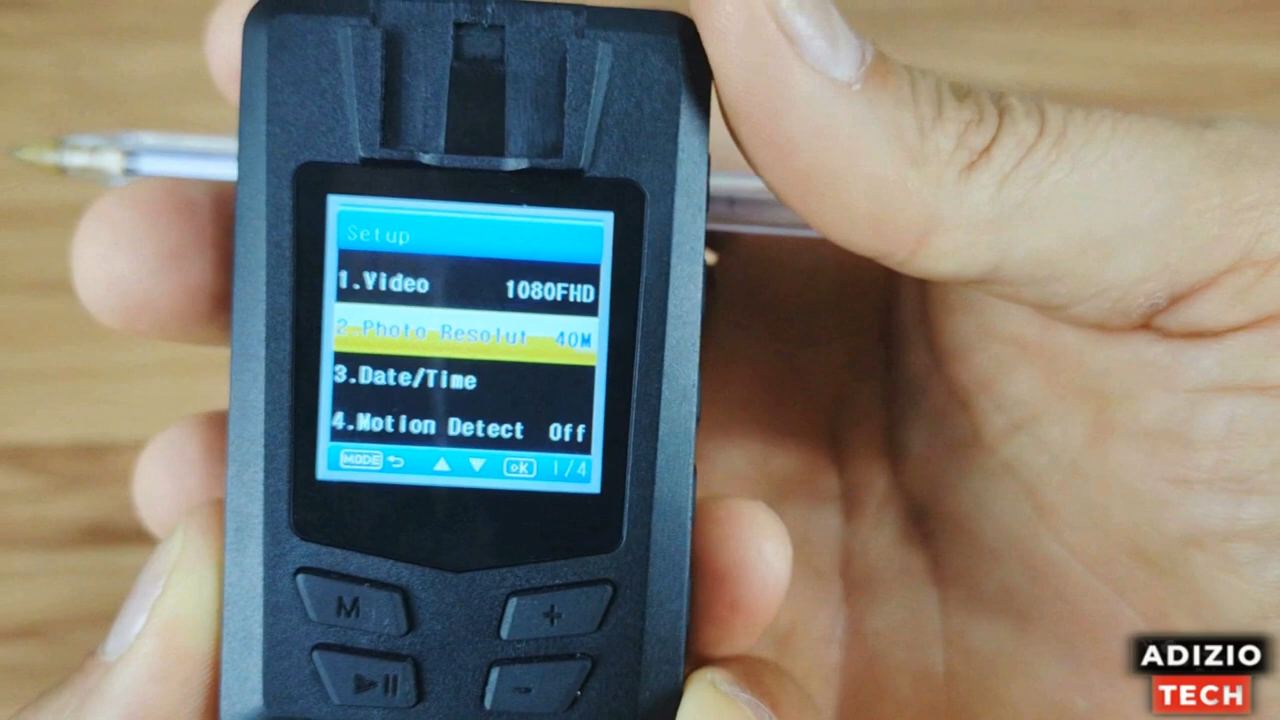 Setup
1.Video 1080FHD
2.Photo Resolut 40M
3.Date/Time
4.Motion Detect Off
MODE OK 1/4
M +
-
ADIZIO
TECH